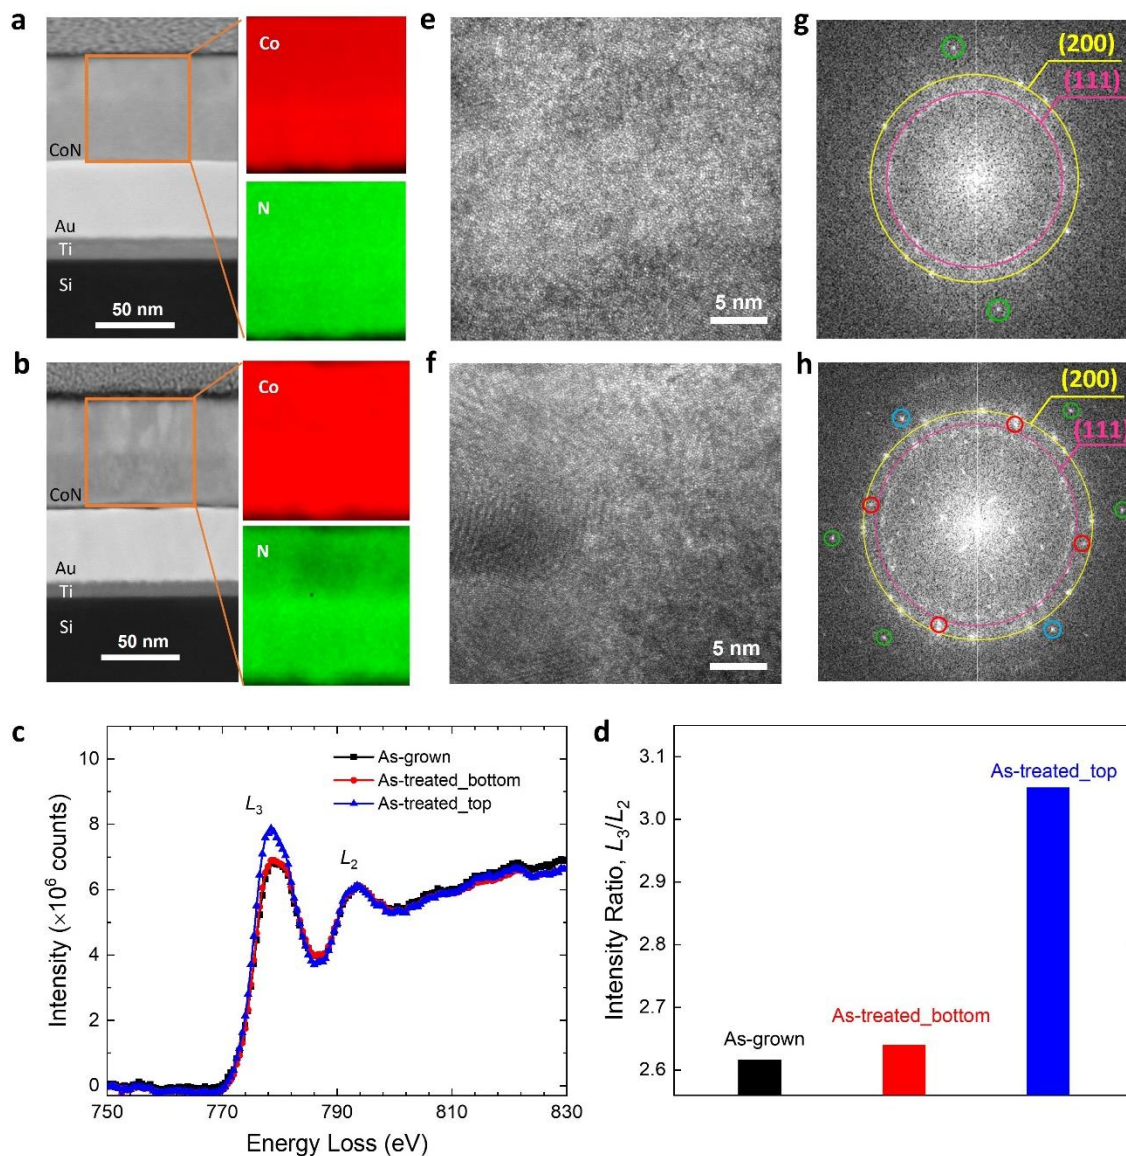 a
Co
CoN
Au
Ti
Si
50 nm
N
e
5 nm
g
(200)
(111)
b
Co
CoN
Au
Ti
Si
50 nm
N
f
5 nm
h
(200)
(111)
c
Intensity (×10⁶ counts)
10
8
6
4
2
0
L₃
L₂
As-grown
As-treated_bottom
As-treated_top
750
770
790
810
830
Energy Loss (eV)
d
Intensity Ratio, L₃/L₂
3.1
3.0
2.9
2.8
2.7
2.6
As-grown
As-treated_bottom
As-treated_top